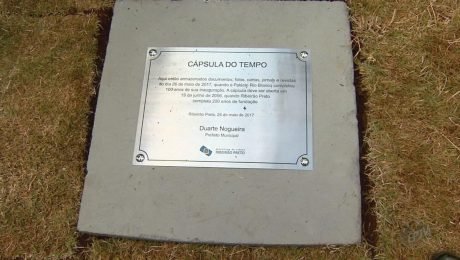 CÁPSULA DO TEMPO
Aqui estão armazenados documentos, fotos, cartas, jornais e revistas
do dia 26 de maio de 2017, quando o Palácio Rio Branco completou
100 anos de sua inauguração. A cápsula deve ser aberta em
19 de junho de 2056, quando Ribeirão Preto
completa 200 anos de fundação.
Ribeirão Preto, 26 de maio de 2017
Duarte Nogueira
Prefeito Municipal
RIBEIRÃO PRETO